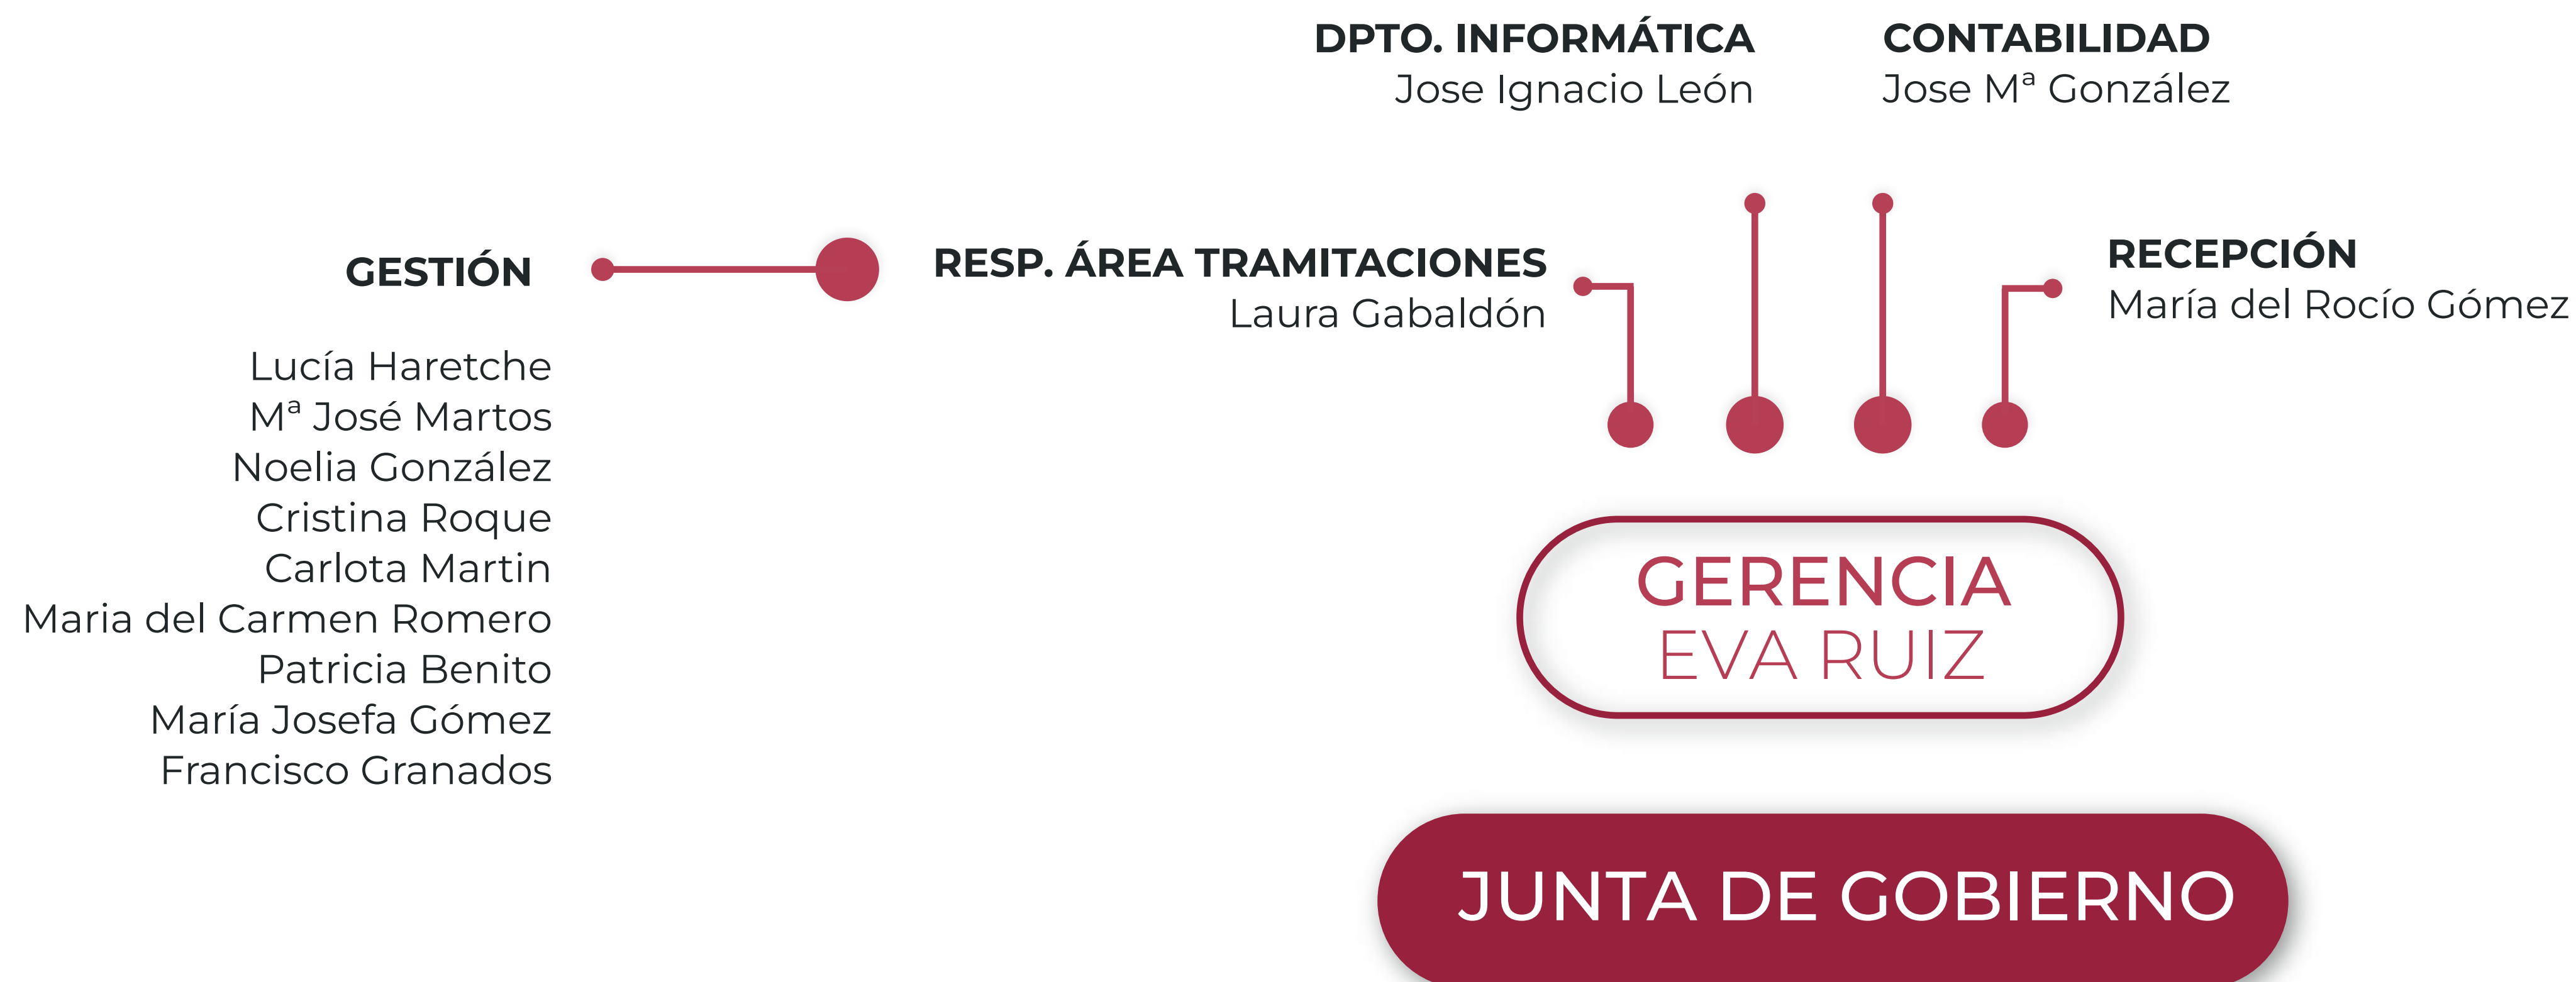 DPTO. INFORMÁTICA
Jose Ignacio León
CONTABILIDAD
Jose Mª González
GESTIÓN
Lucía Haretche
Mª José Martos
Noelia González
Cristina Roque
Carlota Martin
Maria del Carmen Romero
Patricia Benito
María Josefa Gómez
Francisco Granados
RESP. ÁREA TRAMITACIONES
Laura Gabaldón
RECEPCIÓN
María del Rocío Gómez
GERENCIA
EVA RUIZ
JUNTA DE GOBIERNO